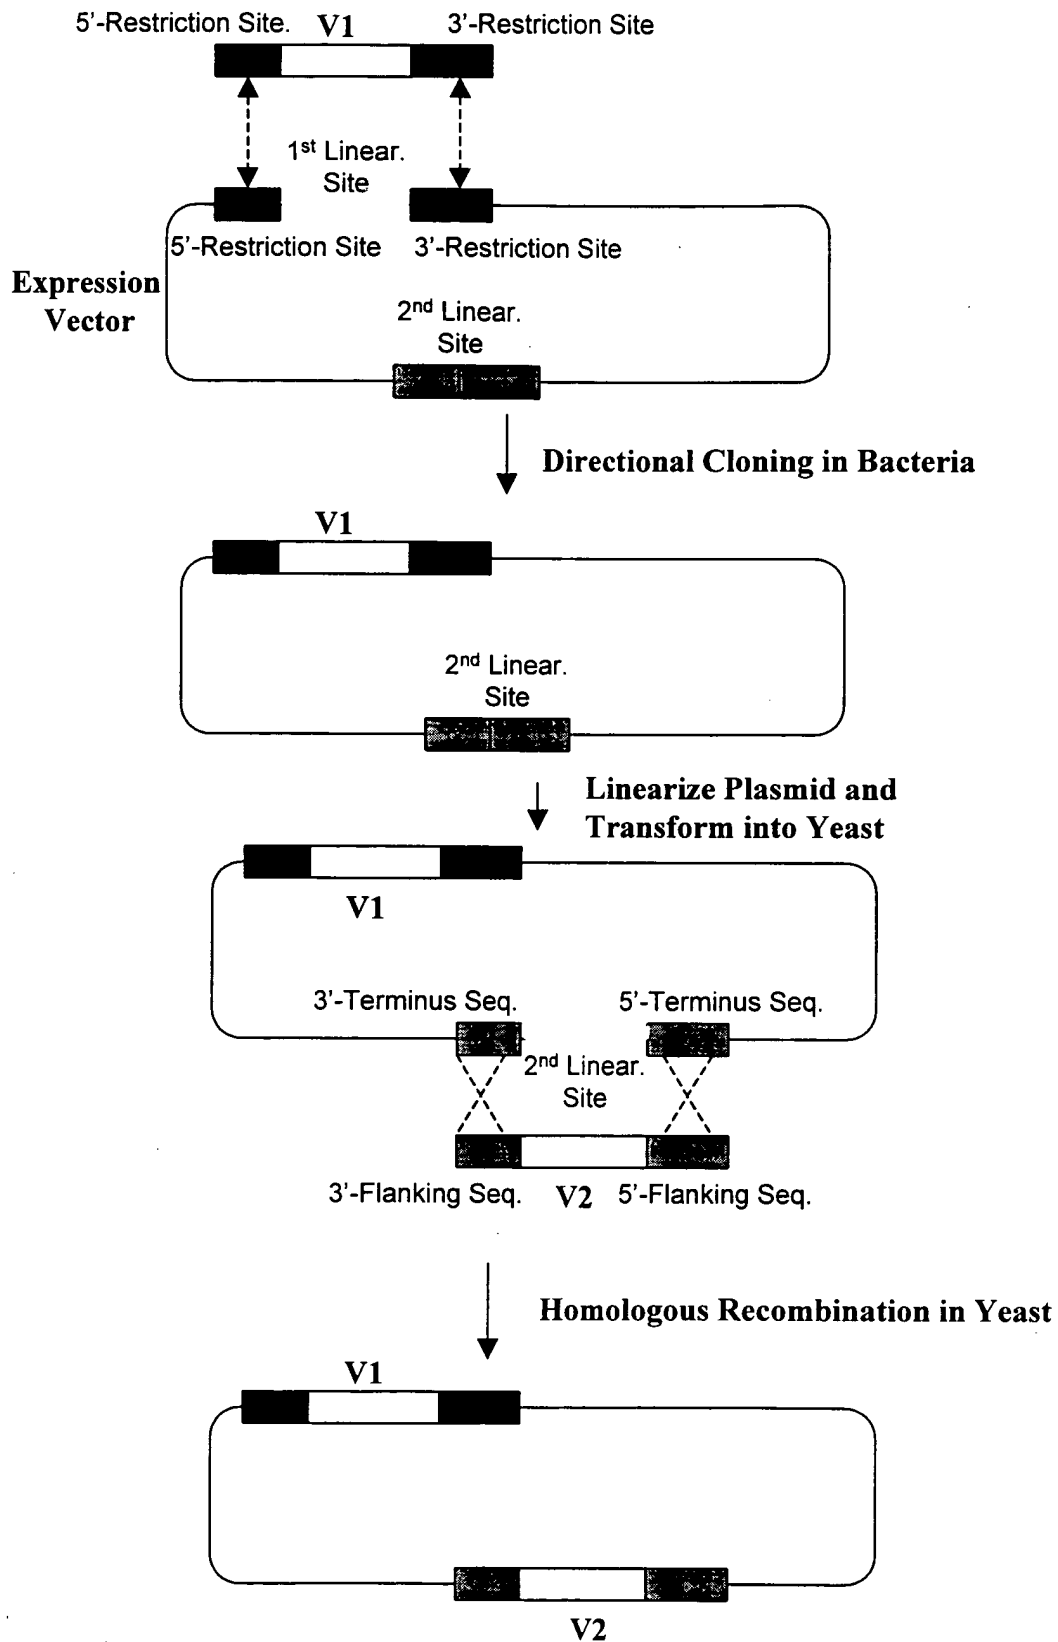 5'-Restriction Site.
V1
3'-Restriction Site
1st Linear.
Site
5'-Restriction Site
3'-Restriction Site
Expression
Vector
2nd Linear.
Site
Directional Cloning in Bacteria
V1
2nd Linear.
Site
Linearize Plasmid and
Transform into Yeast
V1
3'-Terminus Seq.
5'-Terminus Seq.
2nd Linear.
Site
3'-Flanking Seq.
V2
5'-Flanking Seq.
Homologous Recombination in Yeast
V1
V2